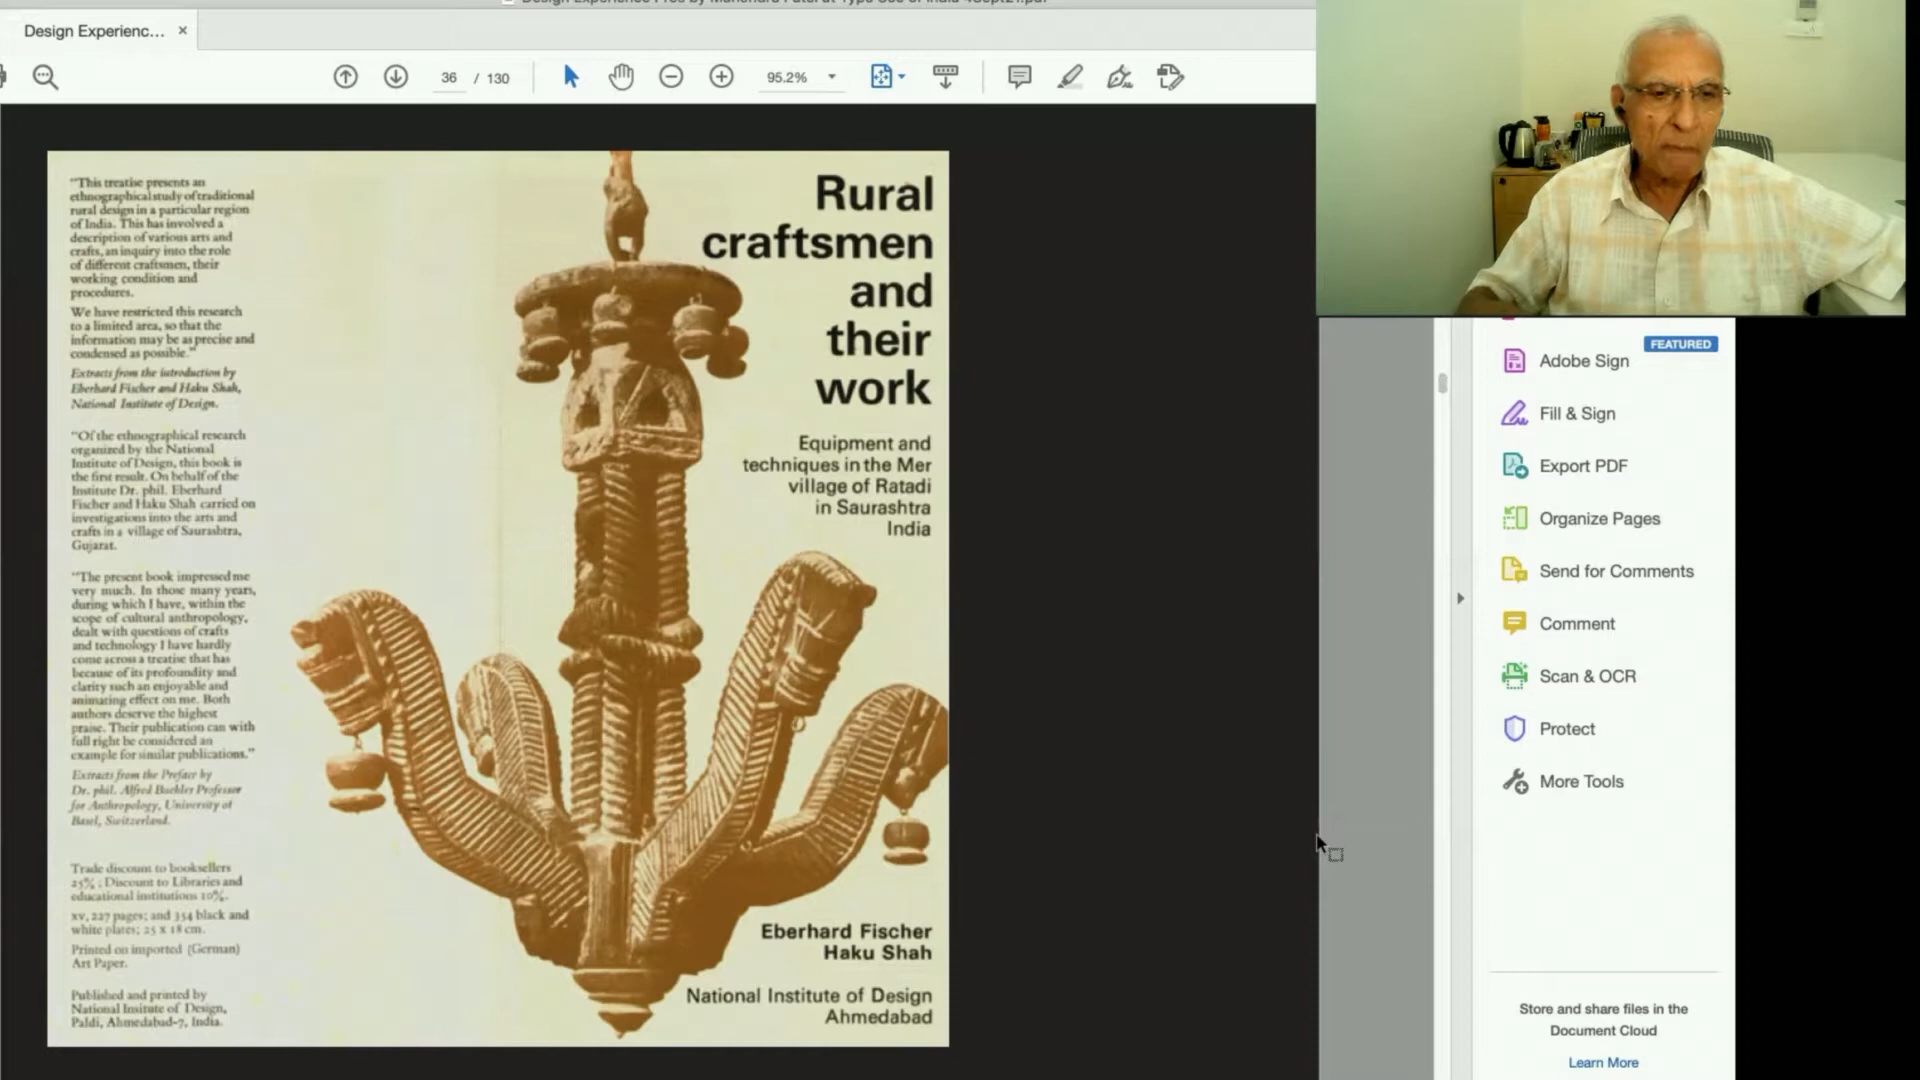 Design Experience Pres by Mahendra Patel at Type Use of India 4Sept21.pdf
Design Experienc... ×
36 / 130
95.2%
"This treatise presents an
ethnographical study of traditional
rural design in a particular region
of India. This has involved a
description of various arts and
crafts, an inquiry into the role
of different craftsmen, their
working condition and
procedures.
We have restricted this research
to a limited area, so that the
information may be as precise and
condensed as possible."
Extracts from the introduction by
Eberhard Fischer and Haku Shah,
National Institute of Design.
"Of the ethnographical research
organized by the National
Institute of Design, this book is
the first result. On behalf of the
Institute Dr. phil. Eberhard
Fischer and Haku Shah carried on
investigations into the arts and
crafts in a village of Saurashtra,
Gujarat.
"The present book impressed me
very much. In those many years,
during which I have, within the
scope of cultural anthropology,
dealt with questions of crafts
and technology I have hardly
come across a treatise that has
because of its profoundity and
clarity such an enjoyable and
animating effect on me. Both
authors deserve the highest
praise. Their publication can with
full right be considered an
example for similar publications."
Extracts from the Preface by
Dr. phil. Alfred Buehler Professor
for Anthropology, University of
Basel, Switzerland.
Trade discount to booksellers
25%; Discount to Libraries and
educational institutions 10%.
xv, 227 pages; and 354 black and
white plates; 25 x 18 cm.
Printed on imported (German)
Art Paper.
Published and printed by
National Insitute of Design,
Paldi, Ahmedabad-7, India.
Rural
craftsmen
and
their
work
Equipment and
techniques in the Mer
village of Ratadi
in Saurashtra
India
Eberhard Fischer
Haku Shah
National Institute of Design
Ahmedabad
FEATURED
Adobe Sign
Fill & Sign
Export PDF
Organize Pages
Send for Comments
Comment
Scan & OCR
Protect
More Tools
Store and share files in the
Document Cloud
Learn More